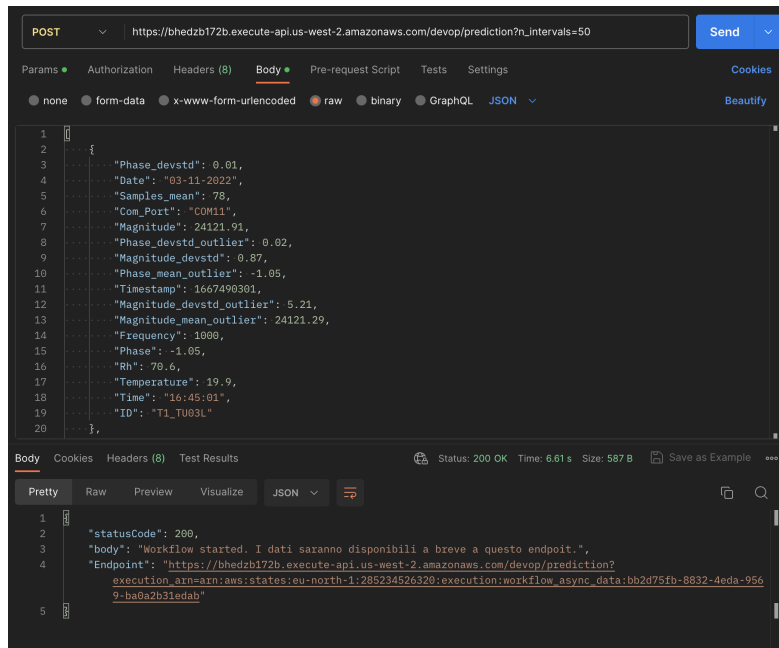 POST https://bhedzb172b.execute-api.us-west-2.amazonaws.com/devop/prediction?n_intervals=50 Send
Params Authorization Headers (8) Body Pre-request Script Tests Settings Cookies
none form-data x-www-form-urlencoded raw binary GraphQL JSON Beautify
1 [
2 {
3 "Phase_devstd": 0.01,
4 "Date": "03-11-2022",
5 "Samples_mean": 78,
6 "Com_Port": "COM11",
7 "Magnitude": 24121.91,
8 "Phase_devstd_outlier": 0.02,
9 "Magnitude_devstd": 0.87,
10 "Phase_mean_outlier": -1.05,
11 "Timestamp": 1667490301,
12 "Magnitude_devstd_outlier": 5.21,
13 "Magnitude_mean_outlier": 24121.29,
14 "Frequency": 1000,
15 "Phase": -1.05,
16 "Rh": 70.6,
17 "Temperature": 19.9,
18 "Time": "16:45:01",
19 "ID": "T1_TU03L"
20 },
Body Cookies Headers (8) Test Results Status: 200 OK Time: 6.61 s Size: 587 B Save as Example
Pretty Raw Preview Visualize JSON
1 {
2 "statusCode": 200,
3 "body": "Workflow started. I dati saranno disponibili a breve a questo endpoit.",
4 "Endpoint": "https://bhedzb172b.execute-api.us-west-2.amazonaws.com/devop/prediction?
execution_arn=arn:aws:states:eu-north-1:285234526320:execution:workflow_async_data:bb2d75fb-8832-4eda-956
9-ba0a2b31edab"
5 }